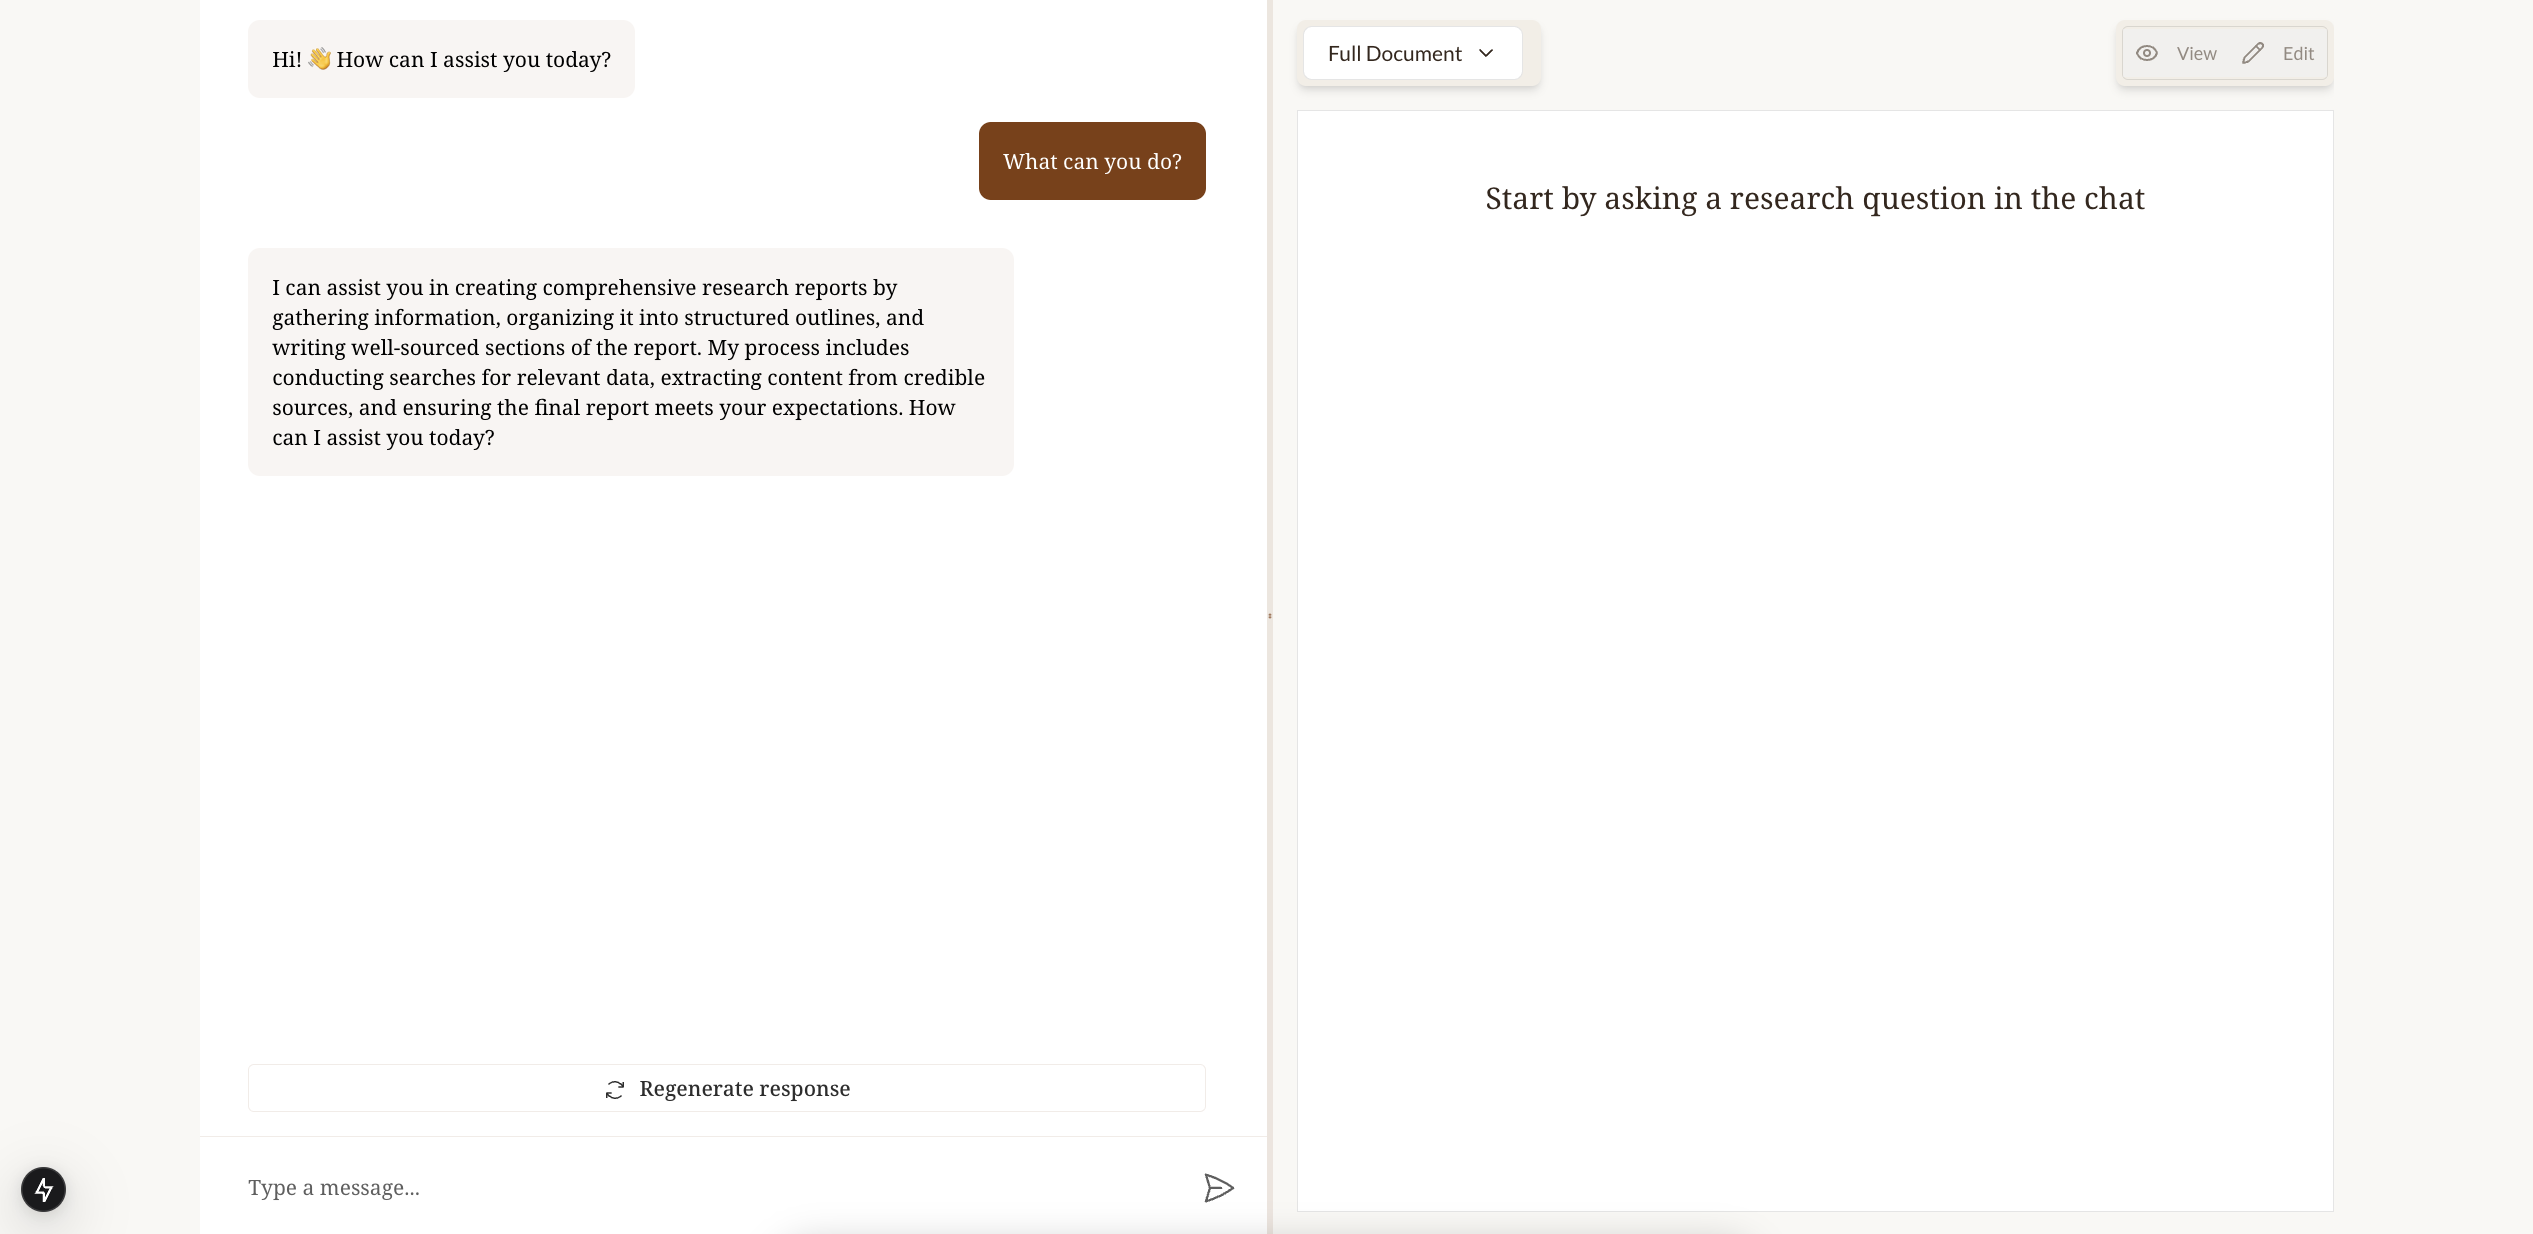 Hi! 👋 How can I assist you today?
What can you do?
I can assist you in creating comprehensive research reports by
gathering information, organizing it into structured outlines, and
writing well-sourced sections of the report. My process includes
conducting searches for relevant data, extracting content from credible
sources, and ensuring the final report meets your expectations. How
can I assist you today?
Regenerate response
Type a message...
Full Document
View Edit
Start by asking a research question in the chat